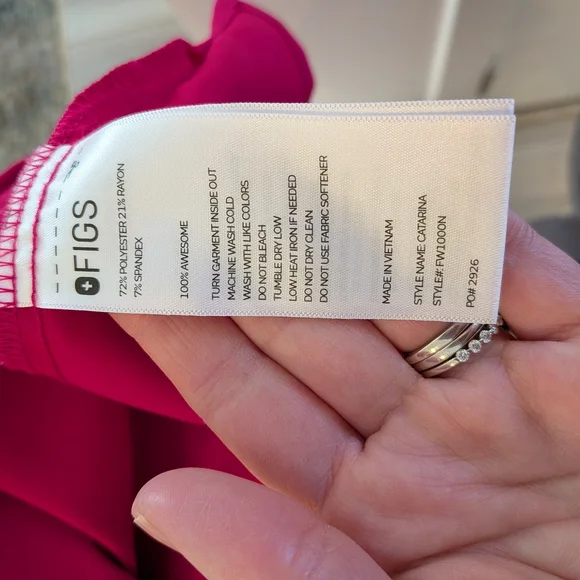 FIGS
72% POLYESTER 21% RAYON
7% SPANDEX
100% AWESOME
TURN GARMENT INSIDE OUT
MACHINE WASH COLD
WASH WITH LIKE COLORS
DO NOT BLEACH
TUMBLE DRY LOW
LOW HEAT IRON IF NEEDED
DO NOT DRY CLEAN
DO NOT USE FABRIC SOFTENER
MADE IN VIETNAM
STYLE NAME: CATARINA
STYLE#: FW1000N
PO# 2926